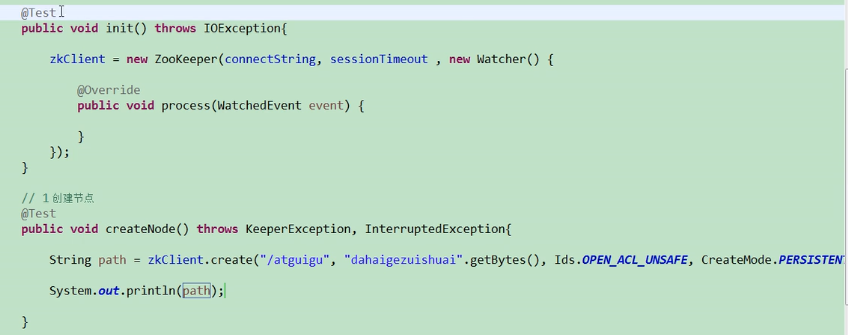 @Test
public void init() throws IOException{
zkClient = new ZooKeeper(connectString, sessionTimeout , new Watcher() {
@Override
public void process(WatchedEvent event) {
}
});
}
// 1 创建节点
@Test
public void createNode() throws KeeperException, InterruptedException{
String path = zkClient.create("/atguigu", "dahaigezuishuai".getBytes(), Ids.OPEN_ACL_UNSAFE, CreateMode.PERSISTENT
System.out.println(path);
}